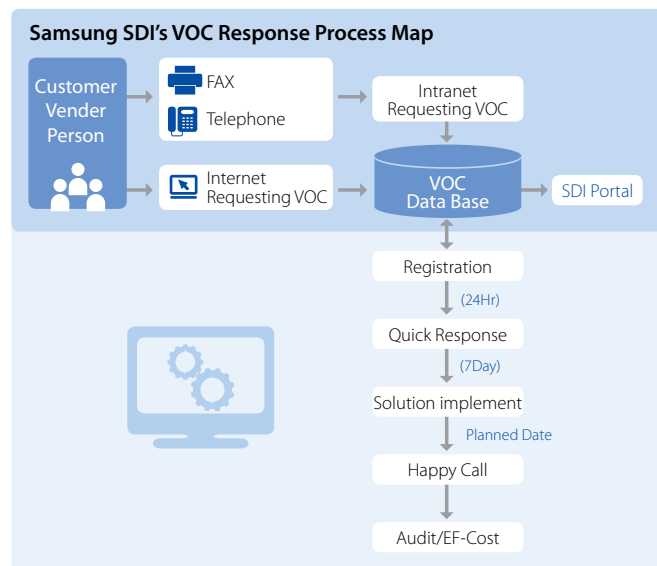 Samsung SDI's VOC Response Process Map
Customer
Vender
Person
FAX
Telephone
Intranet
Requesting VOC
Internet
Requesting VOC
VOC
Data Base
SDI Portal
Registration
(24Hr)
Quick Response
(7Day)
Solution implement
Planned Date
Happy Call
Audit/EF-Cost